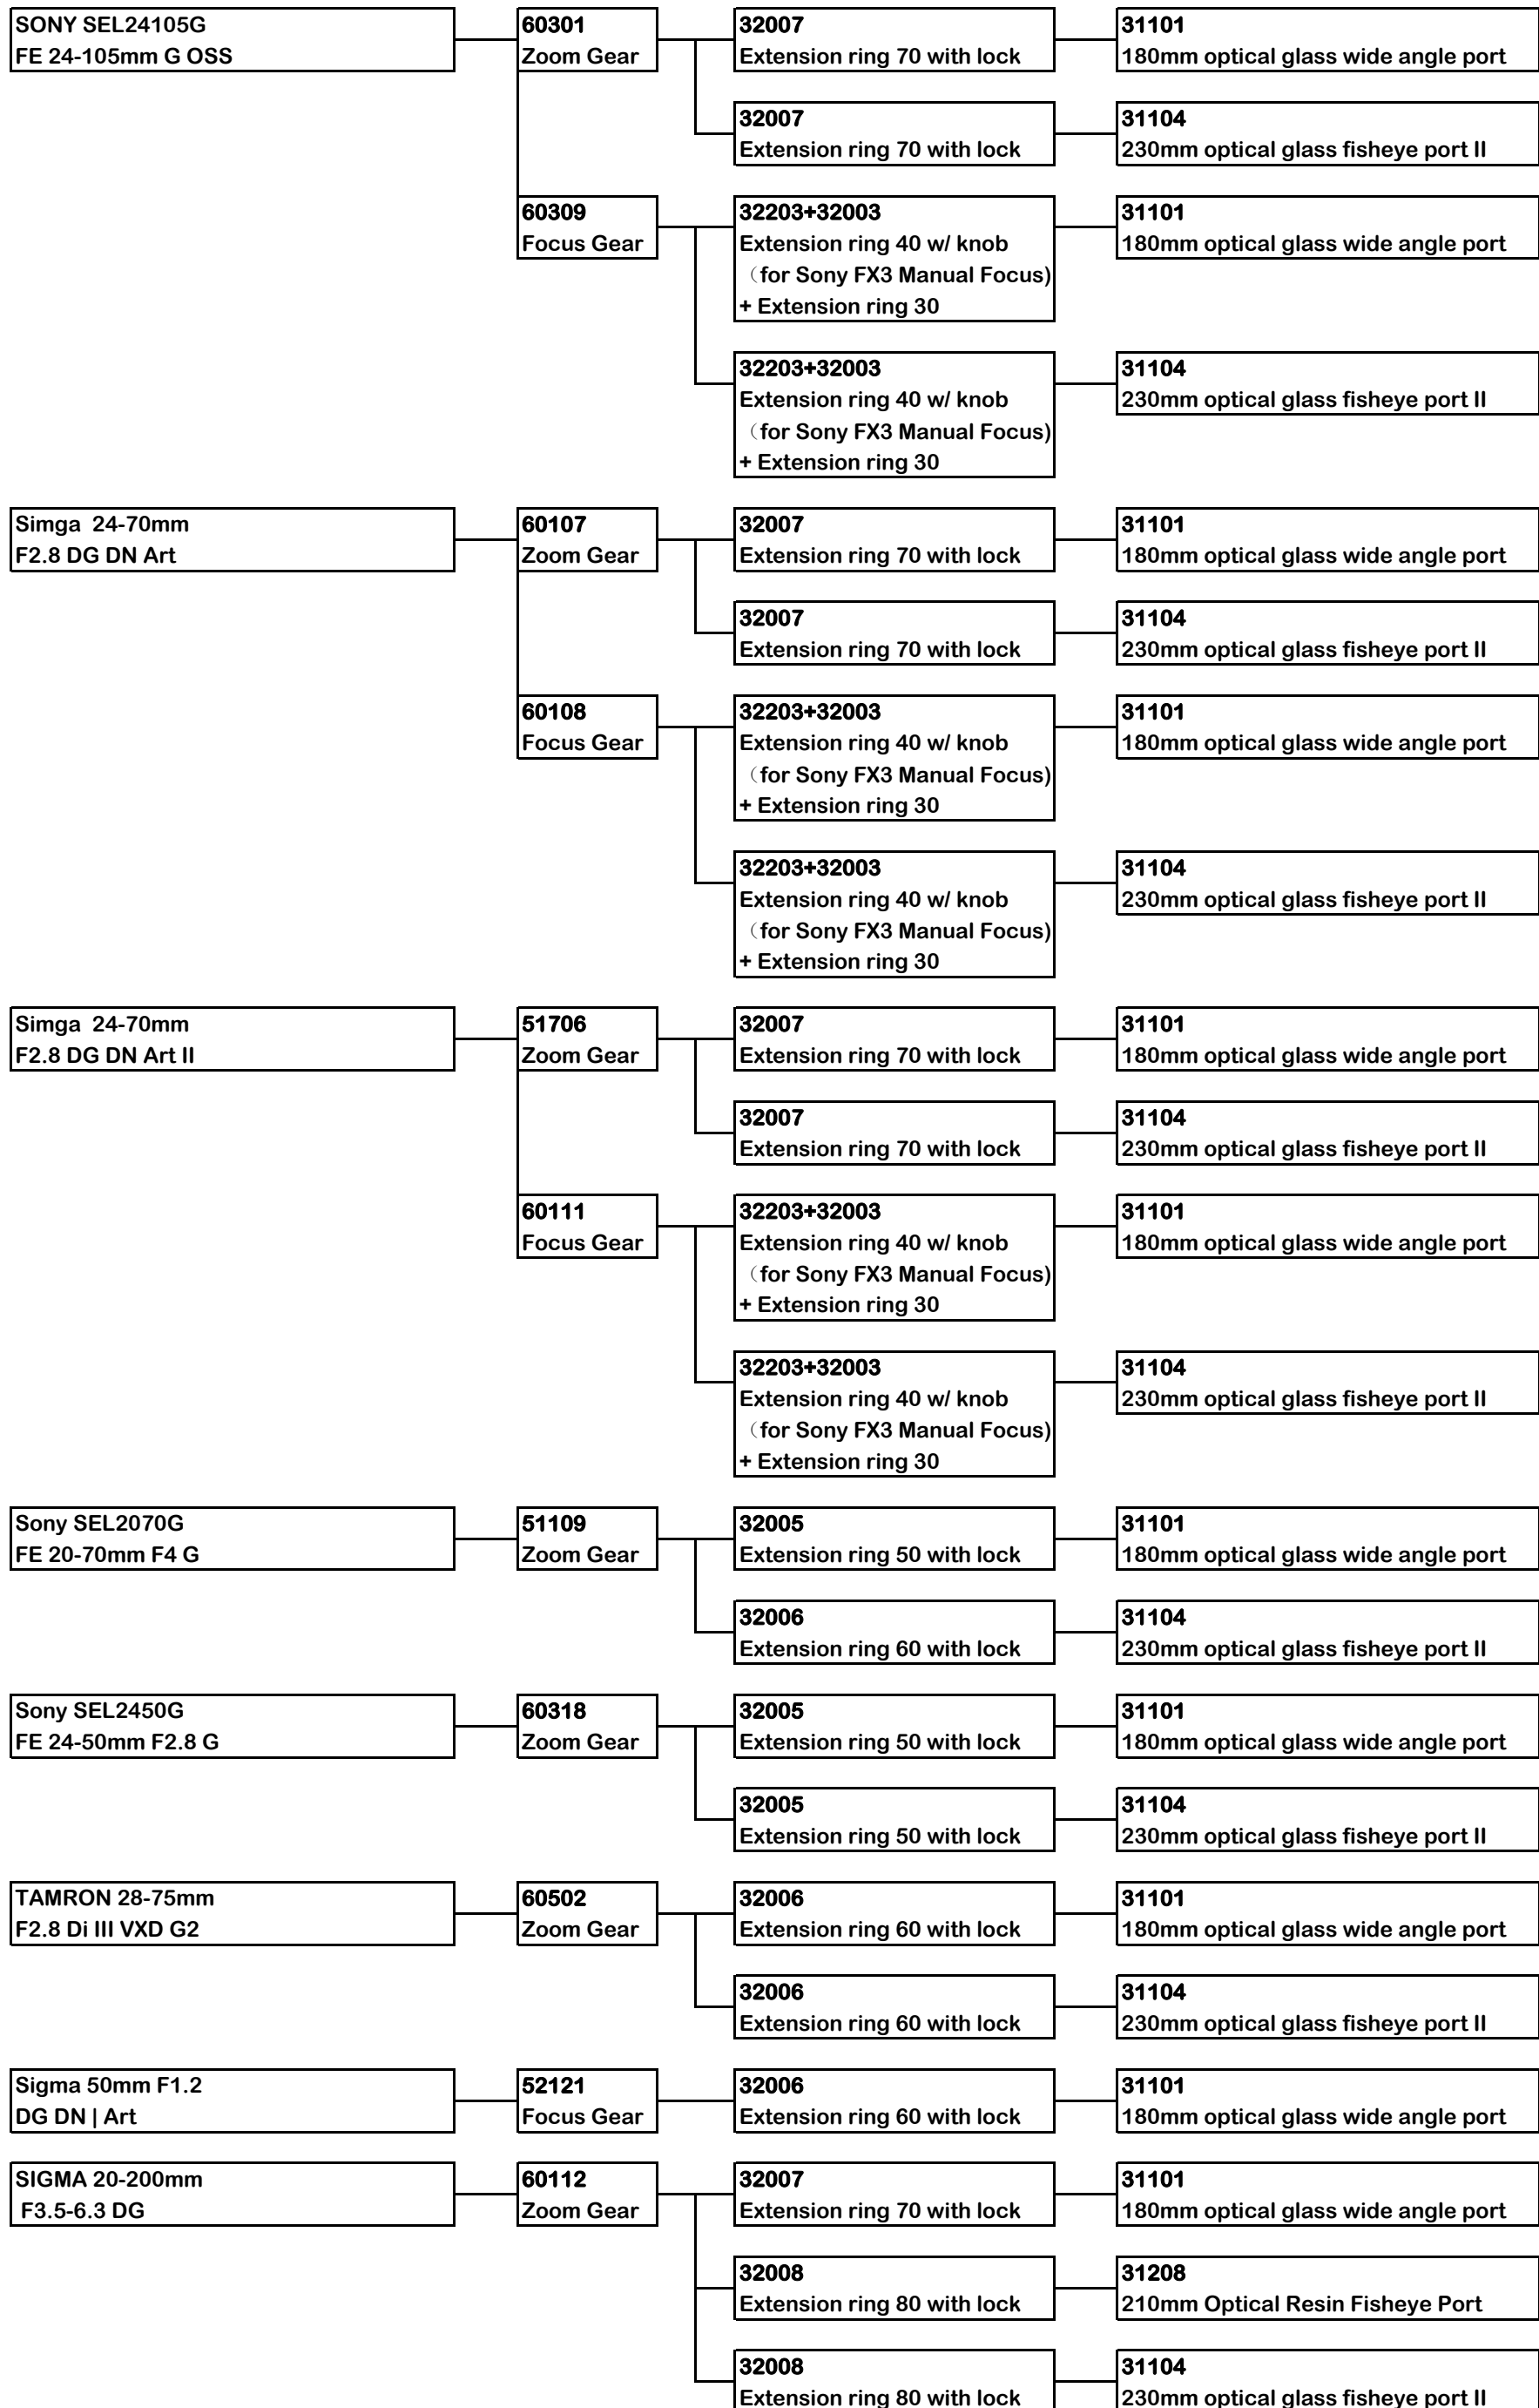 SONY SEL24105G
FE 24-105mm G OSS
60301
Zoom Gear
32007
Extension ring 70 with lock
31101
180mm optical glass wide angle port
32007
Extension ring 70 with lock
31104
230mm optical glass fisheye port II
60309
Focus Gear
32203+32003
Extension ring 40 w/ knob
（for Sony FX3 Manual Focus)
+ Extension ring 30
31101
180mm optical glass wide angle port
32203+32003
Extension ring 40 w/ knob
（for Sony FX3 Manual Focus)
+ Extension ring 30
31104
230mm optical glass fisheye port II
Simga  24-70mm
F2.8 DG DN Art
60107
Zoom Gear
32007
Extension ring 70 with lock
31101
180mm optical glass wide angle port
32007
Extension ring 70 with lock
31104
230mm optical glass fisheye port II
60108
Focus Gear
32203+32003
Extension ring 40 w/ knob
（for Sony FX3 Manual Focus)
+ Extension ring 30
31101
180mm optical glass wide angle port
32203+32003
Extension ring 40 w/ knob
（for Sony FX3 Manual Focus)
+ Extension ring 30
31104
230mm optical glass fisheye port II
Simga  24-70mm
F2.8 DG DN Art II
51706
Zoom Gear
32007
Extension ring 70 with lock
31101
180mm optical glass wide angle port
32007
Extension ring 70 with lock
31104
230mm optical glass fisheye port II
60111
Focus Gear
32203+32003
Extension ring 40 w/ knob
（for Sony FX3 Manual Focus)
+ Extension ring 30
31101
180mm optical glass wide angle port
32203+32003
Extension ring 40 w/ knob
（for Sony FX3 Manual Focus)
+ Extension ring 30
31104
230mm optical glass fisheye port II
Sony SEL2070G
FE 20-70mm F4 G
51109
Zoom Gear
32005
Extension ring 50 with lock
31101
180mm optical glass wide angle port
32006
Extension ring 60 with lock
31104
230mm optical glass fisheye port II
Sony SEL2450G
FE 24-50mm F2.8 G
60318
Zoom Gear
32005
Extension ring 50 with lock
31101
180mm optical glass wide angle port
32005
Extension ring 50 with lock
31104
230mm optical glass fisheye port II
TAMRON 28-75mm
F2.8 Di III VXD G2
60502
Zoom Gear
32006
Extension ring 60 with lock
31101
180mm optical glass wide angle port
32006
Extension ring 60 with lock
31104
230mm optical glass fisheye port II
Sigma 50mm F1.2
DG DN | Art
52121
Focus Gear
32006
Extension ring 60 with lock
31101
180mm optical glass wide angle port
SIGMA 20-200mm
F3.5-6.3 DG
60112
Zoom Gear
32007
Extension ring 70 with lock
31101
180mm optical glass wide angle port
32008
Extension ring 80 with lock
31208
210mm Optical Resin Fisheye Port
32008
Extension ring 80 with lock
31104
230mm optical glass fisheye port II